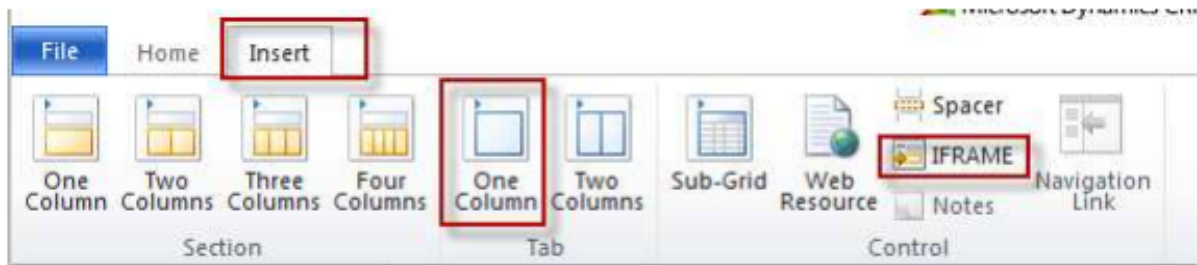 Microsoft Dynamics CRM
File Home Insert
Spacer
IFRAME
One Two Three Four One Two Sub-Grid Web Navigation
Column Columns Columns Columns Column Columns Resource Notes Link
Section Tab Control